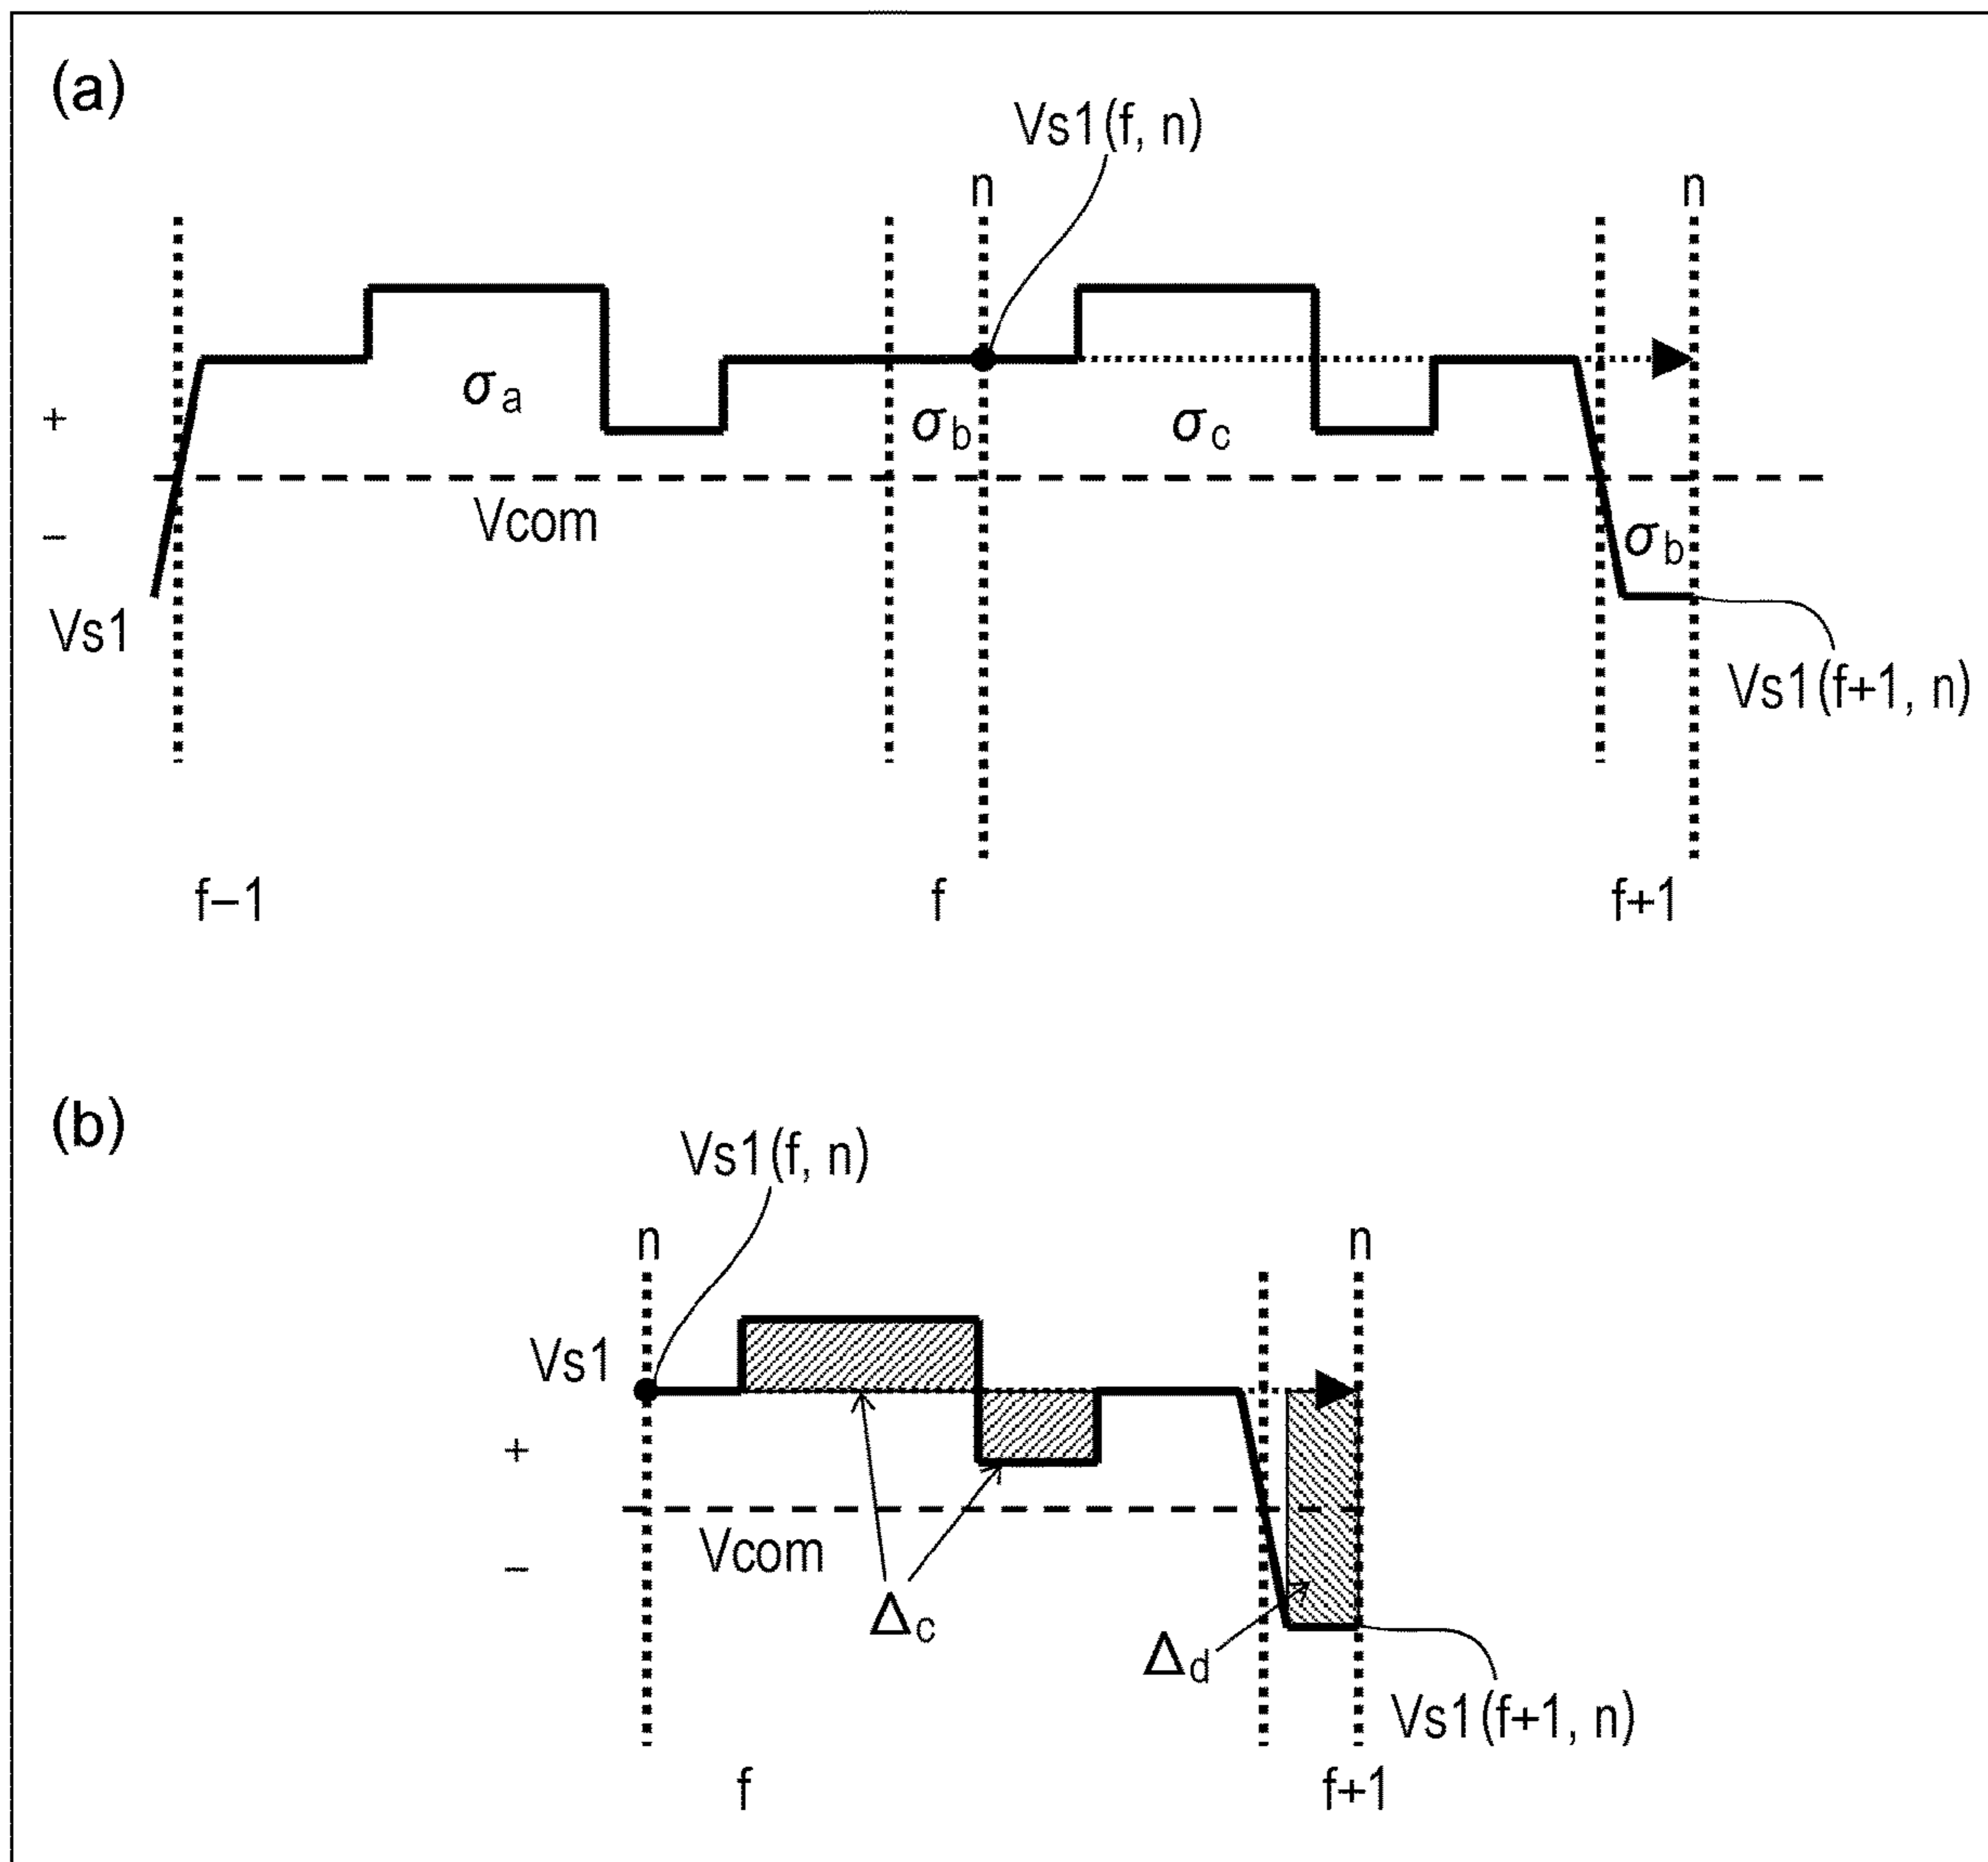 (a)
Vs1(f, n)
n
n
σa
σb
σc
+
Vcom
−
σb
Vs1
Vs1(f+1, n)
f−1
f
f+1
(b)
Vs1(f, n)
n
n
Vs1
+
Vcom
−
Δc
Δd
Vs1(f+1, n)
f
f+1